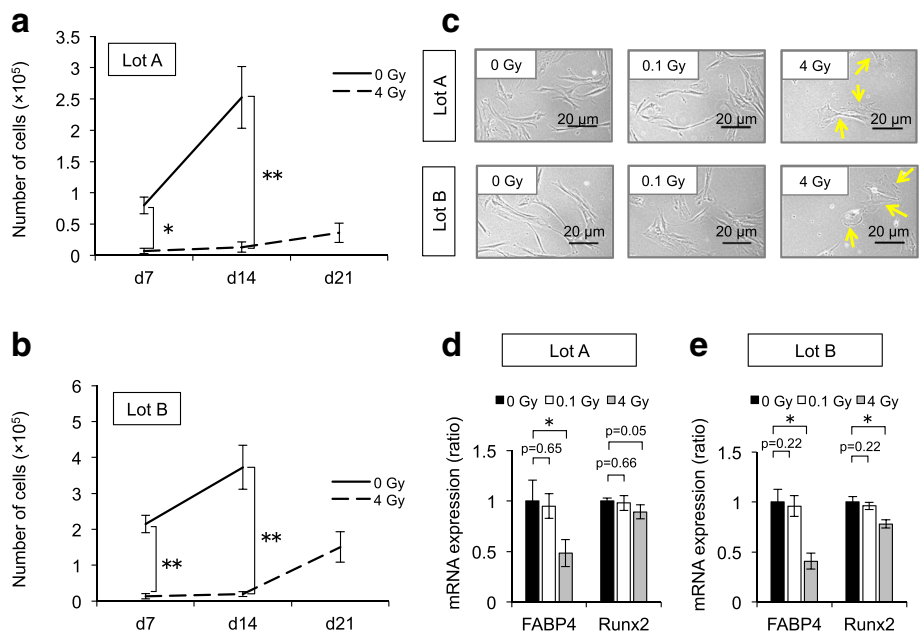 a
3.5
3
2.5
2
1.5
1
0.5
0
Number of cells (×10⁵)
Lot A
0 Gy
4 Gy
*
**
d7 d14 d21
b
6
5
4
3
2
1
0
Number of cells (×10⁵)
Lot B
0 Gy
4 Gy
**
**
d7 d14 d21
c
Lot A
0 Gy
20 µm
0.1 Gy
20 µm
4 Gy
20 µm
Lot B
0 Gy
20 µm
0.1 Gy
20 µm
4 Gy
20 µm
d
Lot A
0 Gy 0.1 Gy 4 Gy
mRNA expression (ratio)
1.5
1
0.5
0
*
p=0.65
p=0.05
p=0.66
FABP4 Runx2
e
Lot B
0 Gy 0.1 Gy 4 Gy
mRNA expression (ratio)
1.5
1
0.5
0
*
p=0.22
*
p=0.22
FABP4 Runx2